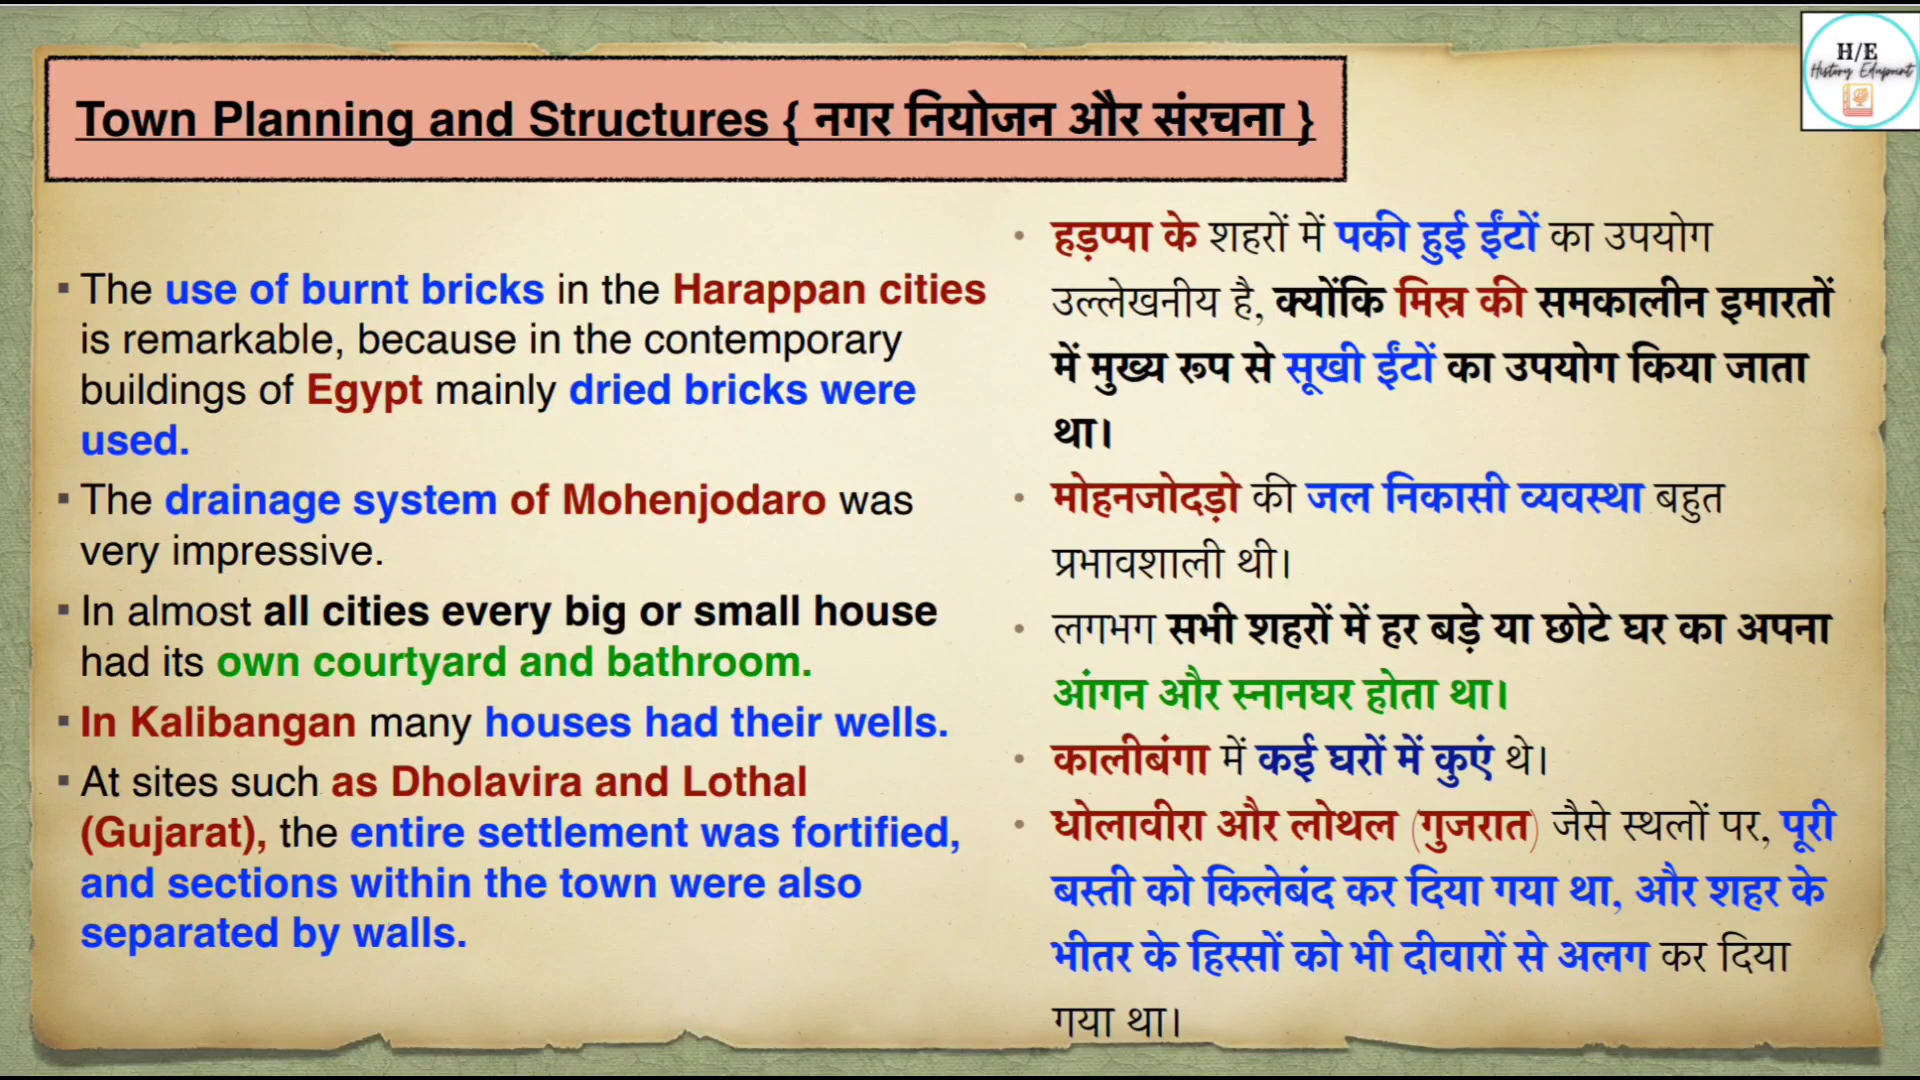 H/E
History Edupoint
Town Planning and Structures { नगर नियोजन और संरचना }
▪ The use of burnt bricks in the Harappan cities
is remarkable, because in the contemporary
buildings of Egypt mainly dried bricks were
used.
▪ The drainage system of Mohenjodaro was
very impressive.
▪ In almost all cities every big or small house
had its own courtyard and bathroom.
▪ In Kalibangan many houses had their wells.
▪ At sites such as Dholavira and Lothal
(Gujarat), the entire settlement was fortified,
and sections within the town were also
separated by walls.
• हड़प्पा के शहरों में पकी हुई ईंटों का उपयोग
उल्लेखनीय है, क्योंकि मिस्र की समकालीन इमारतों
में मुख्य रूप से सूखी ईंटों का उपयोग किया जाता
था।
• मोहनजोदड़ो की जल निकासी व्यवस्था बहुत
प्रभावशाली थी।
• लगभग सभी शहरों में हर बड़े या छोटे घर का अपना
आंगन और स्नानघर होता था।
• कालीबंगा में कई घरों में कुएं थे।
• धोलावीरा और लोथल (गुजरात) जैसे स्थलों पर, पूरी
बस्ती को किलेबंद कर दिया गया था, और शहर के
भीतर के हिस्सों को भी दीवारों से अलग कर दिया
गया था।